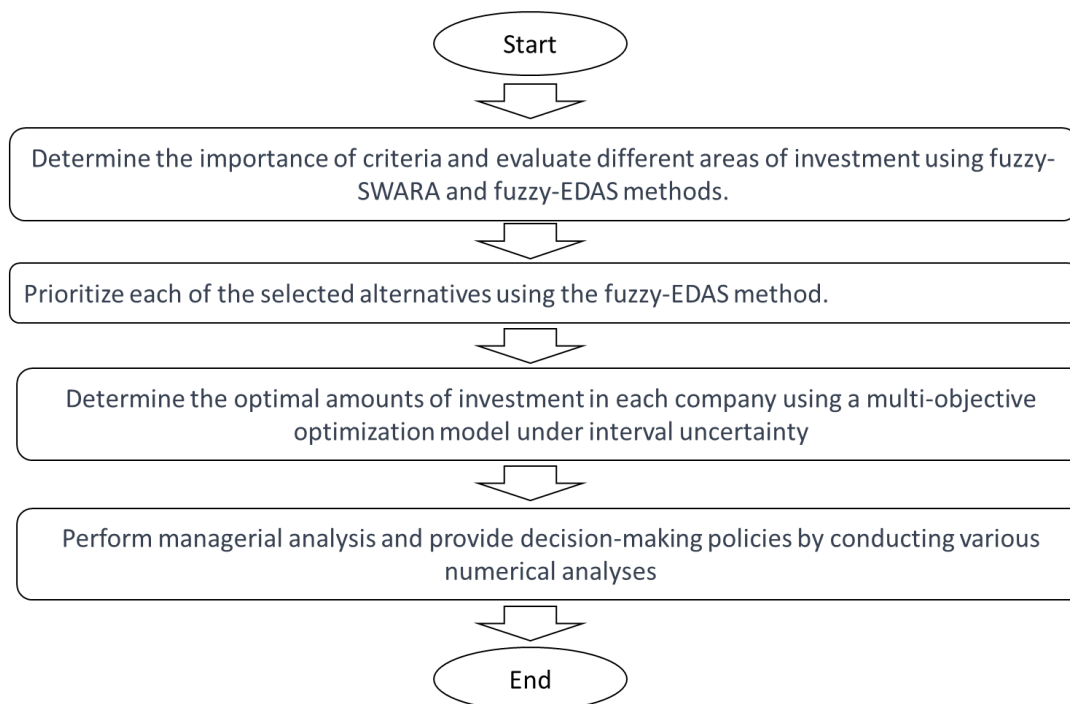 Start
Determine the importance of criteria and evaluate different areas of investment using fuzzy-
SWARA and fuzzy-EDAS methods.
Prioritize each of the selected alternatives using the fuzzy-EDAS method.
Determine the optimal amounts of investment in each company using a multi-objective
optimization model under interval uncertainty
Perform managerial analysis and provide decision-making policies by conducting various
numerical analyses
End